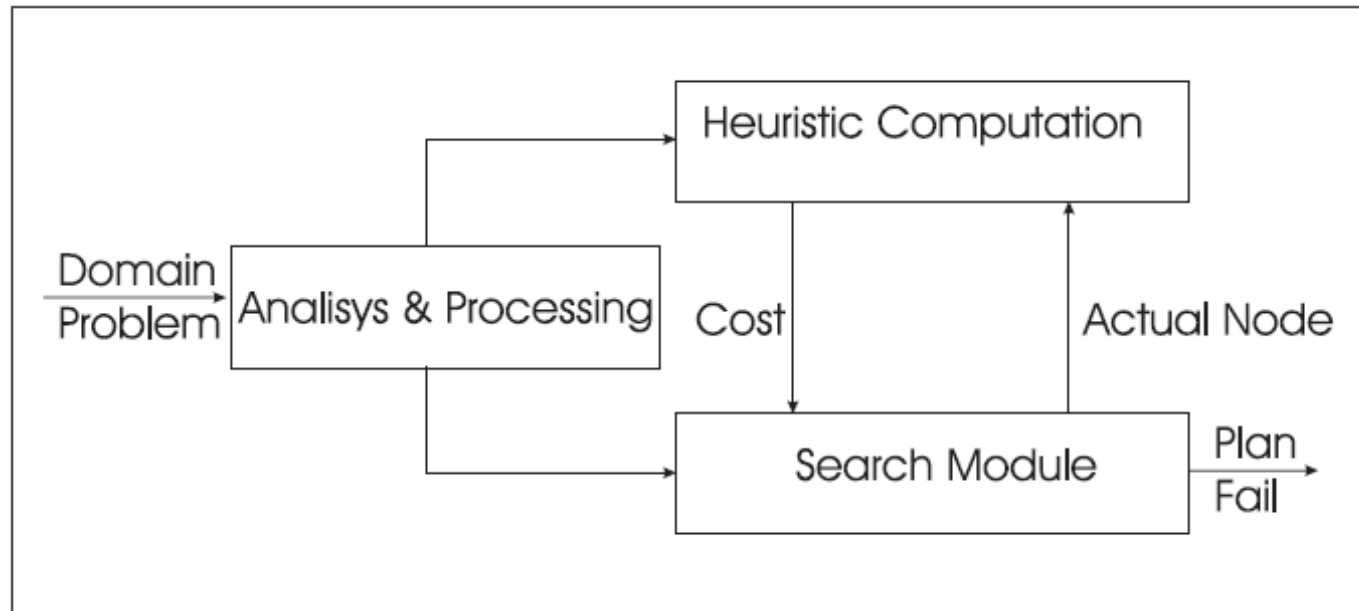 Heuristic Computation
Domain
Problem
Analisys & Processing
Cost
Actual Node
Search Module
Plan
Fail